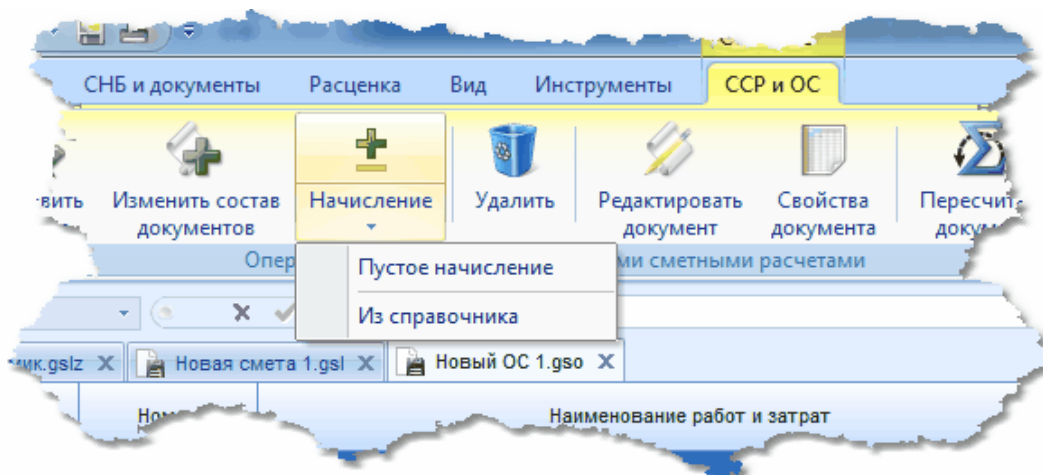 СНБ и документы Расценка Вид Инструменты ССР и ОС
Изменить состав документов
Начисление
Удалить
Редактировать документ
Свойства документа
Пустое начисление
Из справочника
сметными расчетами
Новая смета 1.gsl
Новый ОС 1.gso
Наименование работ и затрат